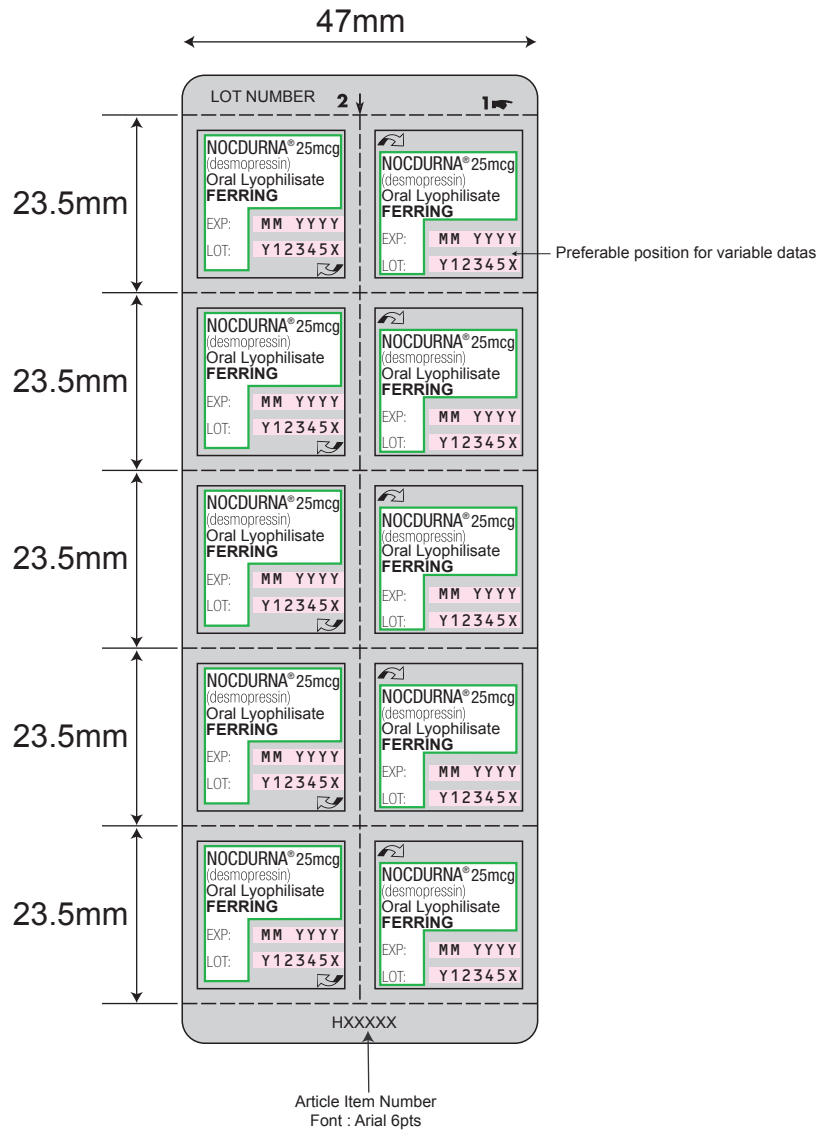 47mm
LOT NUMBER 2 1
23.5mm
NOCDURNA® 25mcg
(desmopressin)
Oral Lyophilisate
FERRING
EXP: MM YYYY
LOT: Y12345X
NOCDURNA® 25mcg
(desmopressin)
Oral Lyophilisate
FERRING
EXP: MM YYYY
LOT: Y12345X
Preferable position for variable datas
23.5mm
NOCDURNA® 25mcg
(desmopressin)
Oral Lyophilisate
FERRING
EXP: MM YYYY
LOT: Y12345X
NOCDURNA® 25mcg
(desmopressin)
Oral Lyophilisate
FERRING
EXP: MM YYYY
LOT: Y12345X
23.5mm
NOCDURNA® 25mcg
(desmopressin)
Oral Lyophilisate
FERRING
EXP: MM YYYY
LOT: Y12345X
NOCDURNA® 25mcg
(desmopressin)
Oral Lyophilisate
FERRING
EXP: MM YYYY
LOT: Y12345X
23.5mm
NOCDURNA® 25mcg
(desmopressin)
Oral Lyophilisate
FERRING
EXP: MM YYYY
LOT: Y12345X
NOCDURNA® 25mcg
(desmopressin)
Oral Lyophilisate
FERRING
EXP: MM YYYY
LOT: Y12345X
23.5mm
NOCDURNA® 25mcg
(desmopressin)
Oral Lyophilisate
FERRING
EXP: MM YYYY
LOT: Y12345X
NOCDURNA® 25mcg
(desmopressin)
Oral Lyophilisate
FERRING
EXP: MM YYYY
LOT: Y12345X
HXXXXX
Article Item Number
Font : Arial 6pts